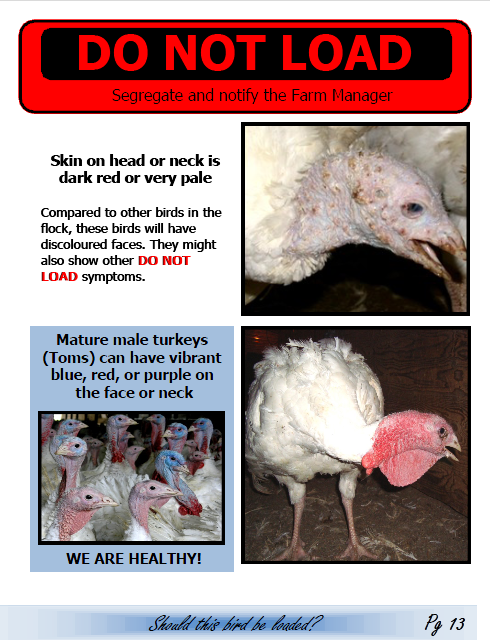 DO NOT LOAD
Segregate and notify the Farm Manager
Skin on head or neck is
dark red or very pale
Compared to other birds in the
flock, these birds will have
discoloured faces. They might
also show other DO NOT
LOAD symptoms.
Mature male turkeys
(Toms) can have vibrant
blue, red, or purple on
the face or neck
WE ARE HEALTHY!
Should this bird be loaded?
Pg 13